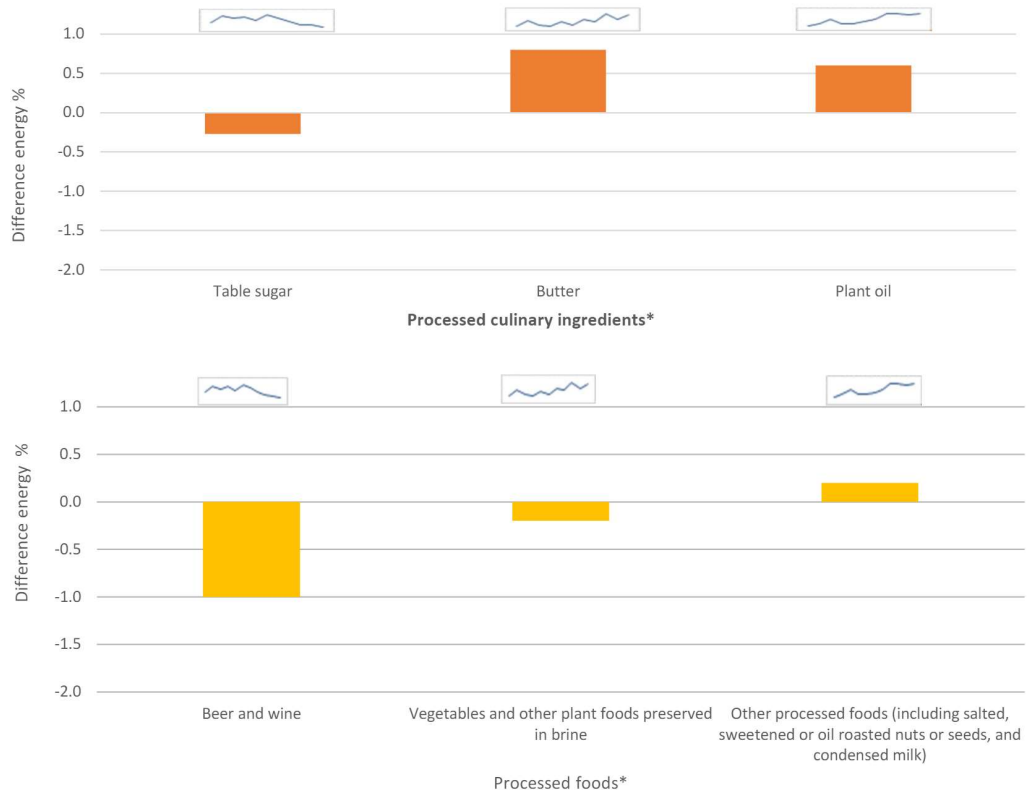 Difference energy %
1.0
0.5
0.0
-0.5
-1.0
-1.5
-2.0
Table sugar
Butter
Plant oil
Processed culinary ingredients*
Difference energy %
1.0
0.5
0.0
-0.5
-1.0
-1.5
-2.0
Beer and wine
Vegetables and other plant foods preserved
in brine
Other processed foods (including salted,
sweetened or oil roasted nuts or seeds, and
condensed milk)
Processed foods*